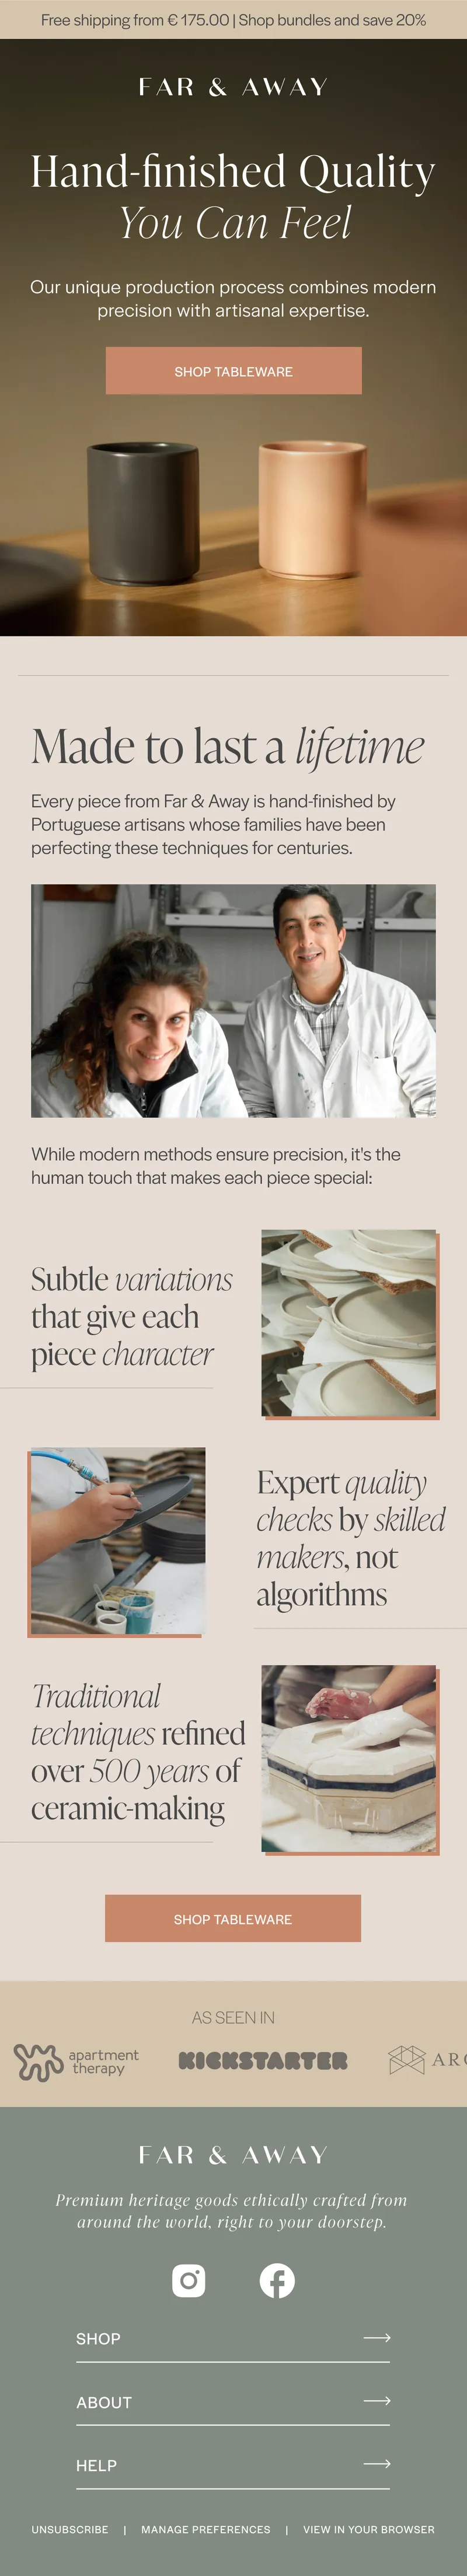 Free shipping from € 175.00 | Shop bundles and save 20%
FAR & AWAY
Hand-finished Quality
You Can Feel
Our unique production process combines modern
precision with artisanal expertise.
SHOP TABLEWARE
Made to last a lifetime
Every piece from Far & Away is hand-finished by
Portuguese artisans whose families have been
perfecting these techniques for centuries.
While modern methods ensure precision, it's the
human touch that makes each piece special:
Subtle variations
that give each
piece character
Expert quality
checks by skilled
makers, not
algorithms
Traditional
techniques refined
over 500 years of
ceramic-making
SHOP TABLEWARE
AS SEEN IN
apartment
therapy
KICKSTARTER
FAR & AWAY
Premium heritage goods ethically crafted from
around the world, right to your doorstep.
SHOP
ABOUT
HELP
UNSUBSCRIBE | MANAGE PREFERENCES | VIEW IN YOUR BROWSER